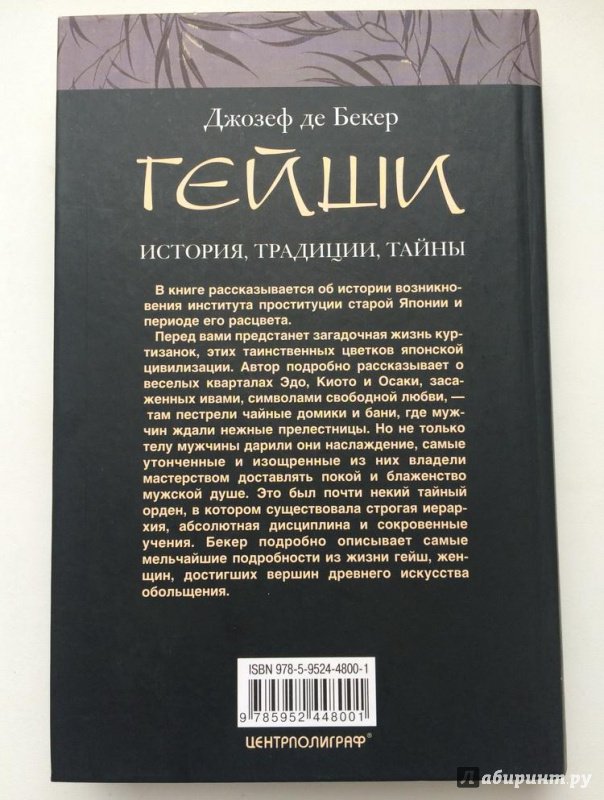 Джозеф де Бекер
ГЕЙШИ
ИСТОРИЯ, ТРАДИЦИИ, ТАЙНЫ
В книге рассказывается об истории возникно-
вения института проституции старой Японии и
периоде его расцвета.
Перед вами предстанет загадочная жизнь кур-
тизанок, этих таинственных цветков японской
цивилизации. Автор подробно рассказывает о
веселых кварталах Эдо, Киото и Осаки, заса-
женных ивами, символами свободной любви, —
там пестрели чайные домики и бани, где муж-
чин ждали нежные прелестницы. Но не только
телу мужчины дарили они наслаждение, самые
утонченные и изощренные из них владели
мастерством доставлять покой и блаженство
мужской душе. Это был почти некий тайный
орден, в котором существовала строгая иерар-
хия, абсолютная дисциплина и сокровенные
учения. Бекер подробно описывает самые
мельчайшие подробности из жизни гейш, жен-
щин, достигших вершин древнего искусства
обольщения.
ISBN 978-5-9524-4800-1
9 785952 448001
ЦЕНТРПОЛИГРАФ®
Лабиринт.ру